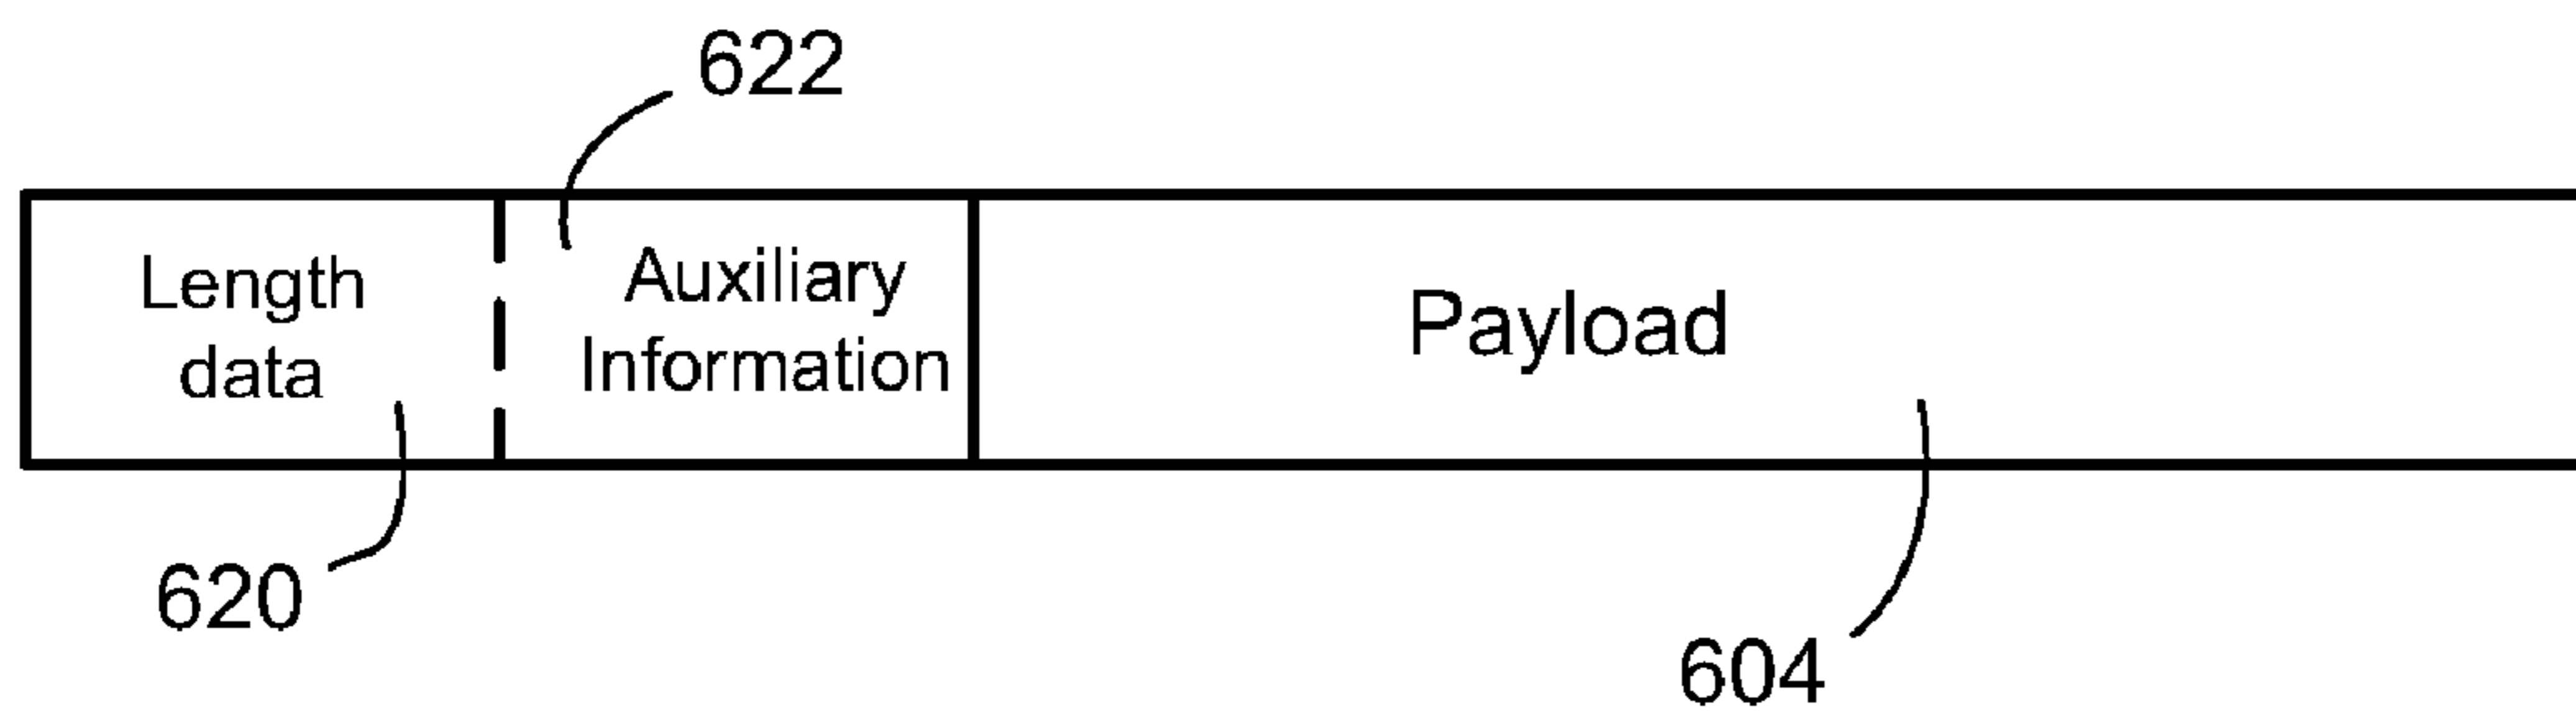 622
Length
data
Auxiliary
Information
Payload
620
604